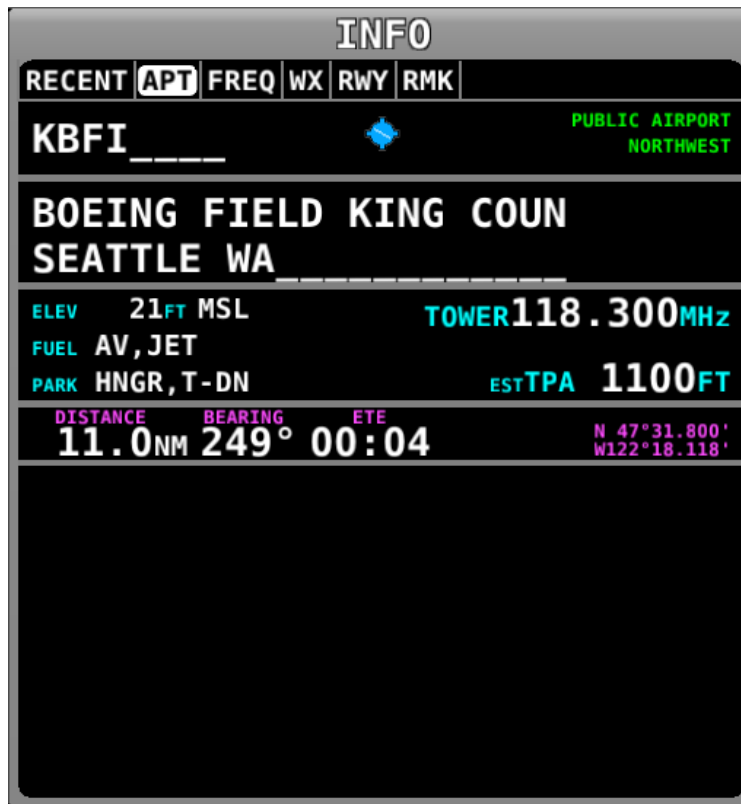 INFO
RECENT APT FREQ WX RWY RMK
KBFI____
PUBLIC AIRPORT
NORTHWEST
BOEING FIELD KING COUN
SEATTLE WA____________
ELEV 21FT MSL
TOWER118.300MHz
FUEL AV,JET
PARK HNGR,T-DN
ESTTPA 1100FT
DISTANCE BEARING ETE
11.0NM 249° 00:04
N 47°31.800'
W122°18.118'